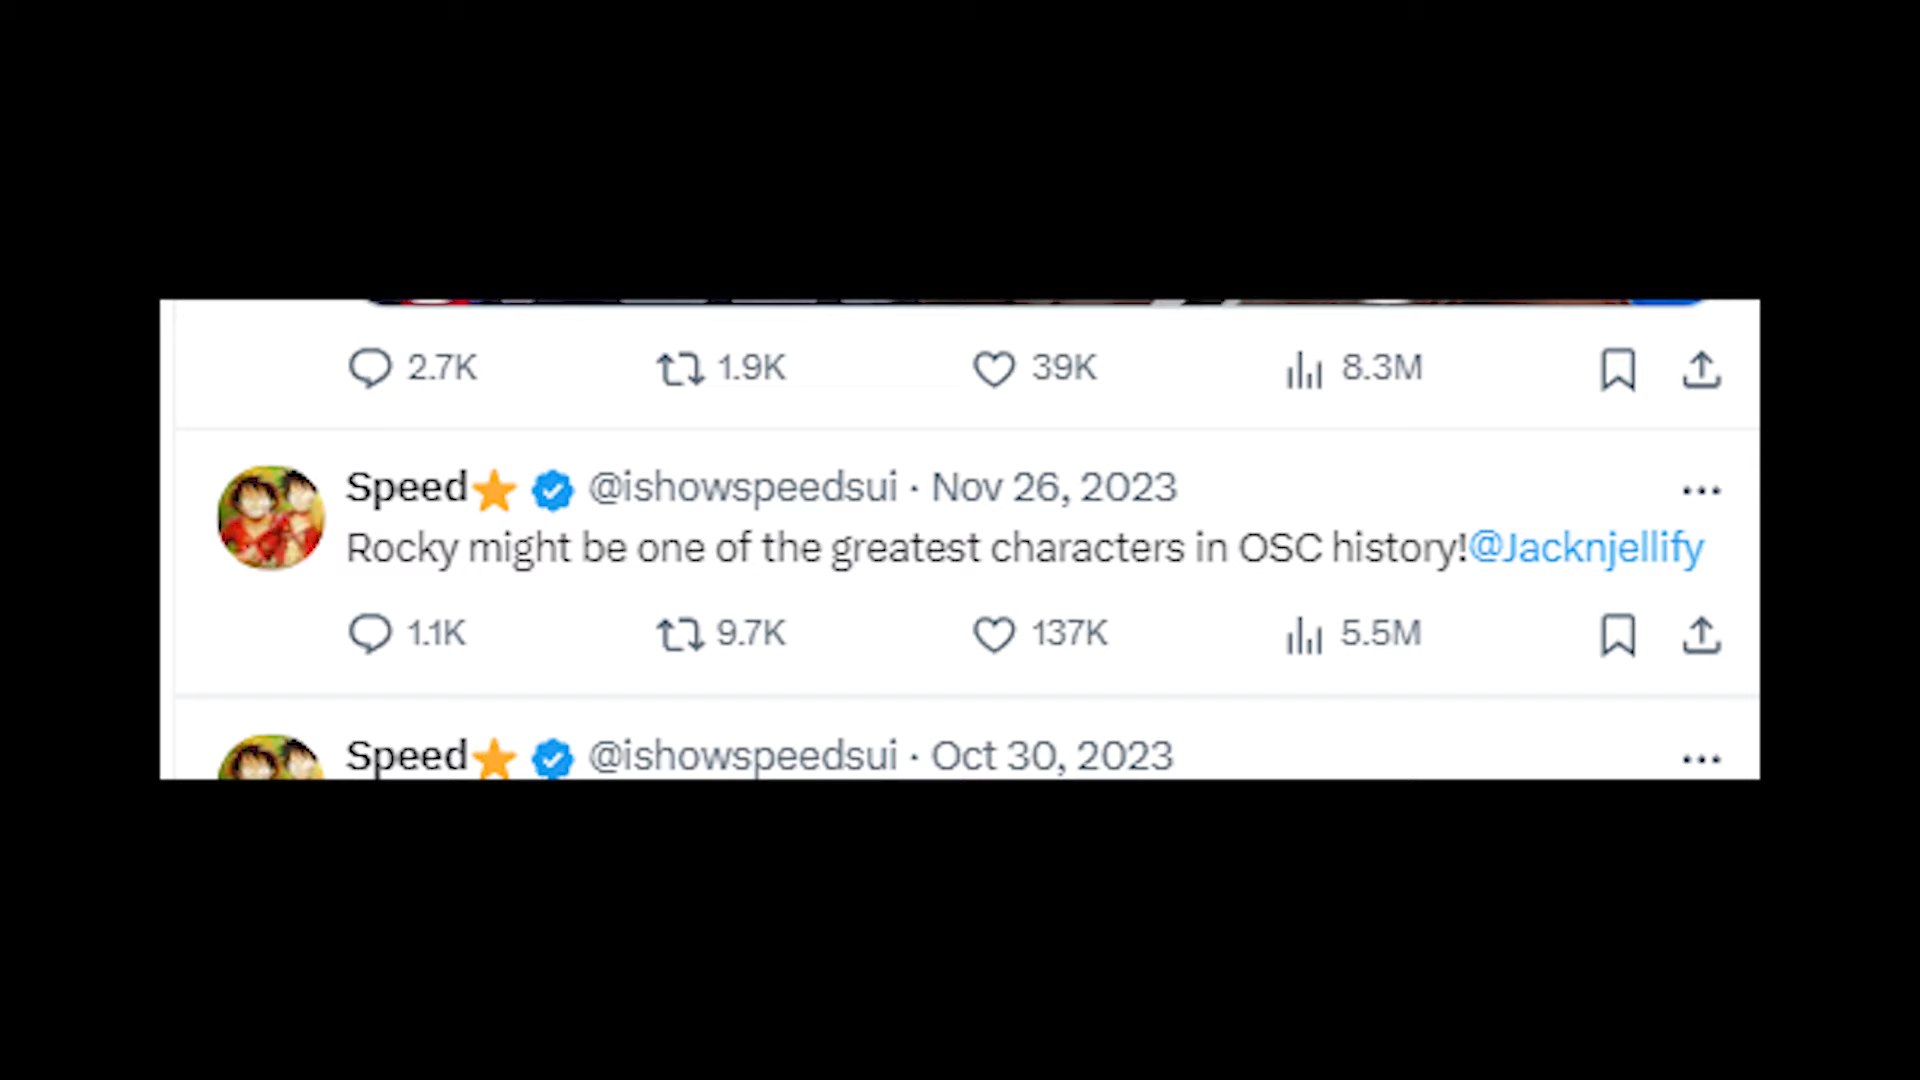 2.7K 1.9K 39K 8.3M
Speed @ishowspeedsui · Nov 26, 2023
Rocky might be one of the greatest characters in OSC history!@Jacknjellify
1.1K 9.7K 137K 5.5M
Speed @ishowspeedsui · Oct 30, 2023